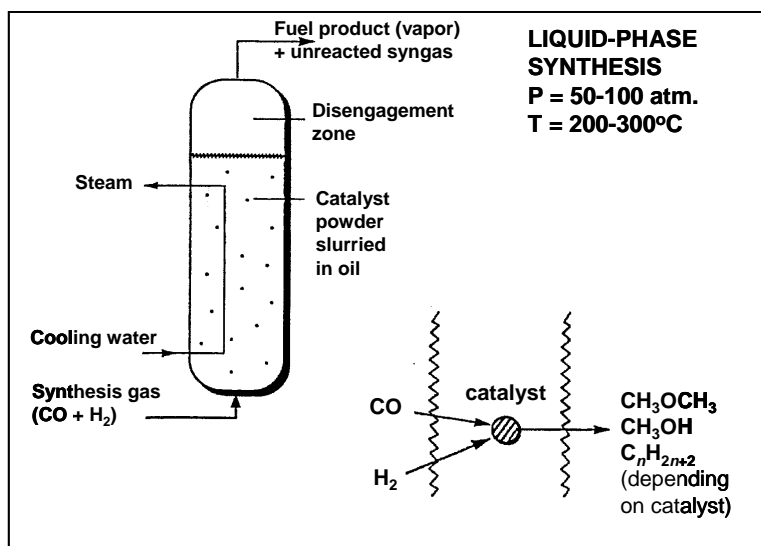 Fuel product (vapor)
+ unreacted syngas
LIQUID-PHASE
SYNTHESIS
P = 50-100 atm.
T = 200-300ºC
Disengagement
zone
Steam
Catalyst
powder
slurried
in oil
Cooling water
Synthesis gas
(CO + H₂)
catalyst
CO
H₂
CH₃OCH₃
CH₃OH
CₙH₂ₙ₊₂
(depending
on catalyst)